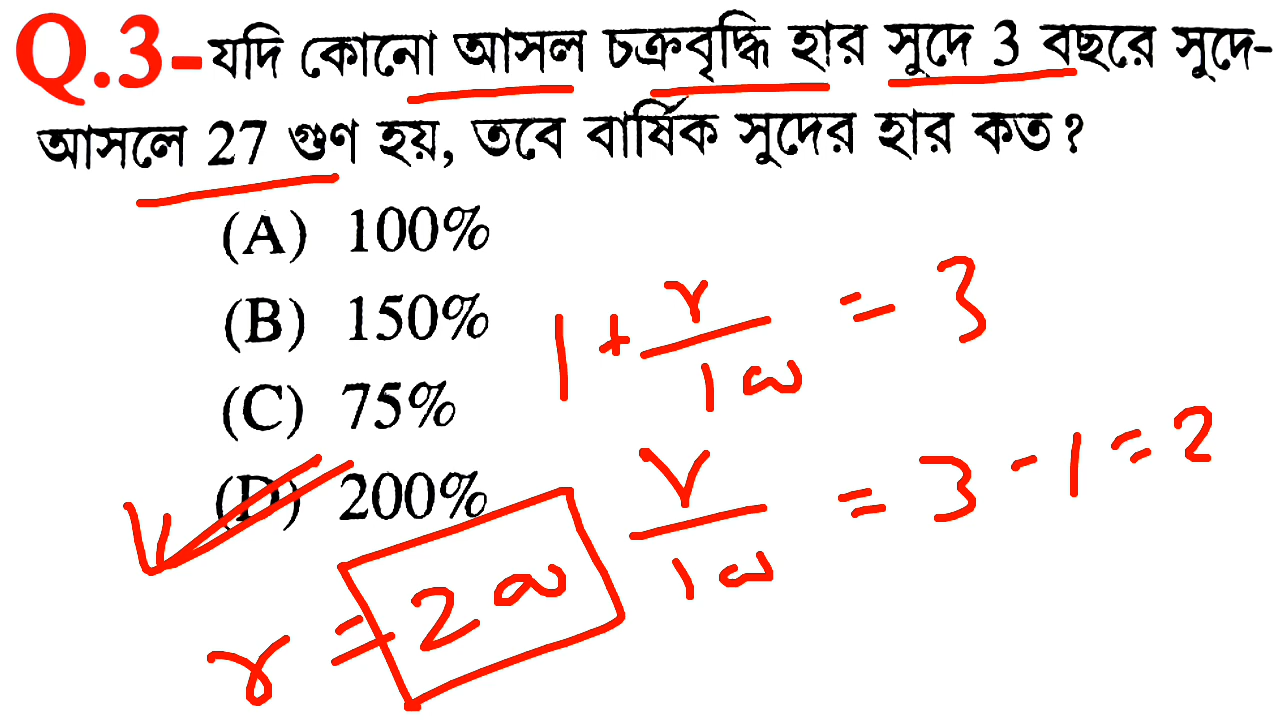 Q.3-যদি কোনো আসল চক্রবৃদ্ধি হার সুদে 3 বছরে সুদে-
আসলে 27 গুণ হয়, তবে বার্ষিক সুদের হার কত?
(A) 100%
(B) 150%
(C) 75%
(D) 200%
1 + r/100 = 3
r/100 = 3 - 1 = 2
r = 200